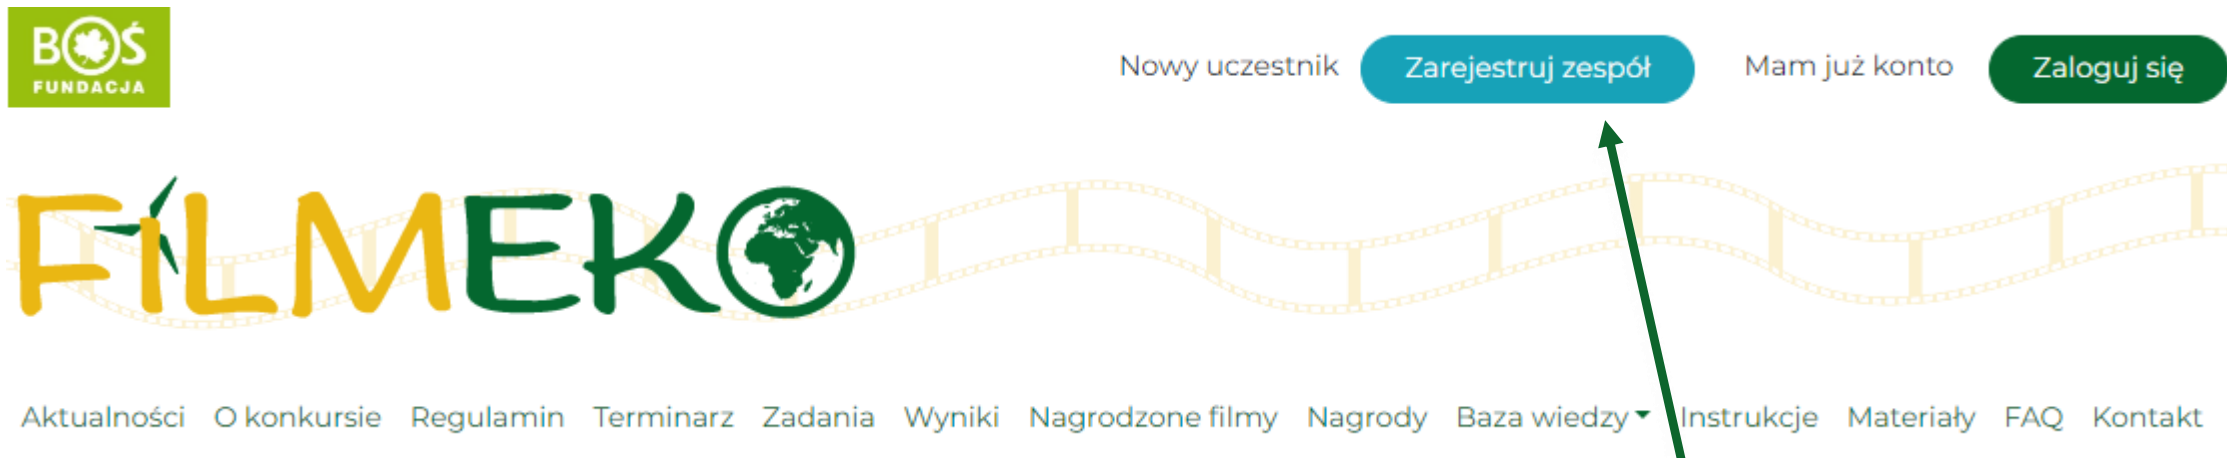 BOŚ
FUNDACJA
Nowy uczestnik Zarejestruj zespół Mam już konto Zaloguj się
FILMEKO
Aktualności O konkursie Regulamin Terminarz Zadania Wyniki Nagrodzone filmy Nagrody Baza wiedzy Instrukcje Materiały FAQ Kontakt